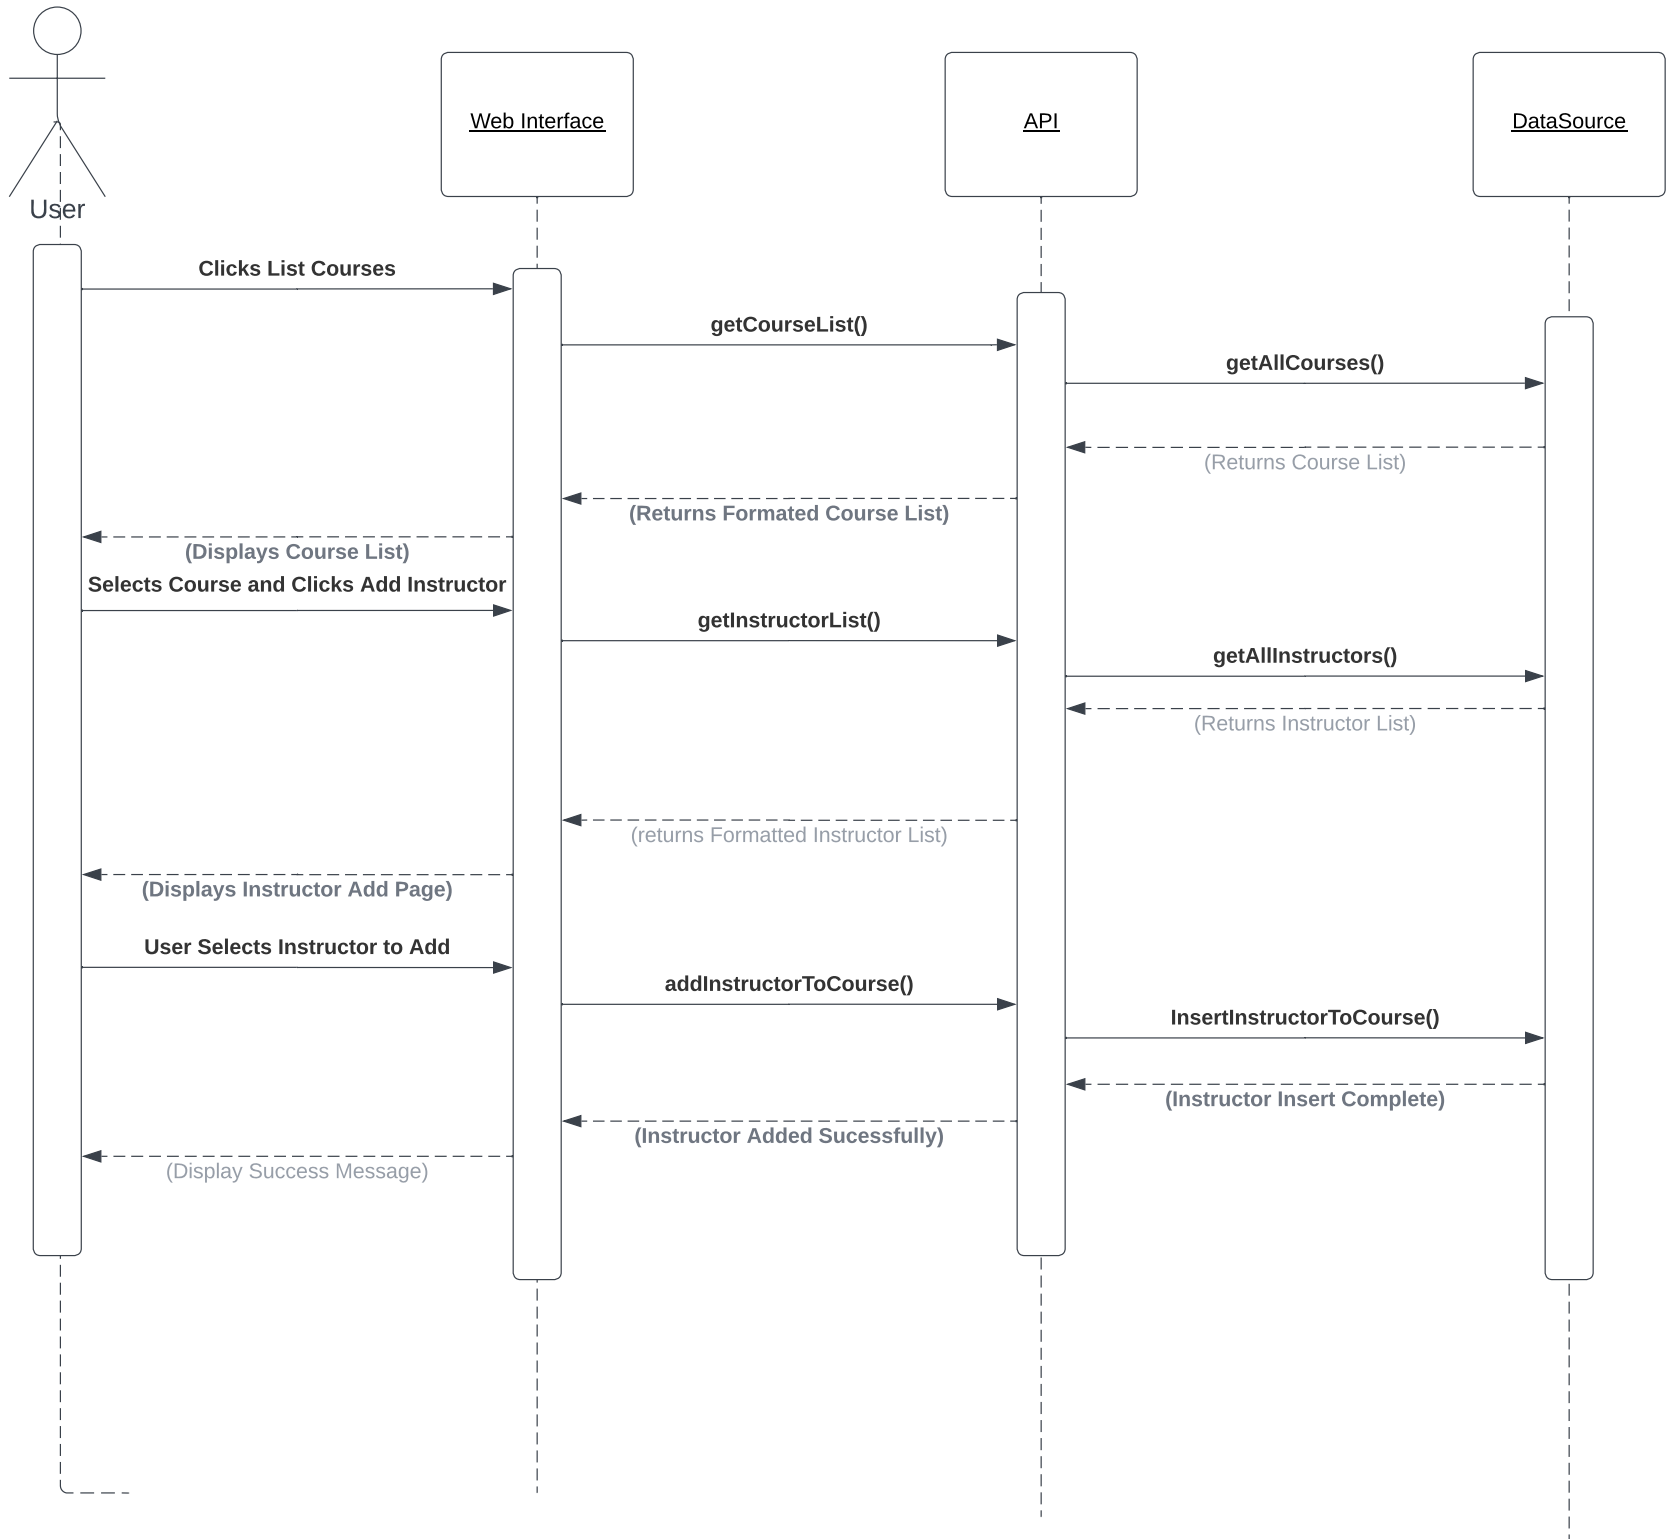 User
Web Interface
API
DataSource
Clicks List Courses
getCourseList()
getAllCourses()
(Returns Course List)
(Returns Formated Course List)
(Displays Course List)
Selects Course and Clicks Add Instructor
getInstructorList()
getAllInstructors()
(Returns Instructor List)
(returns Formatted Instructor List)
(Displays Instructor Add Page)
User Selects Instructor to Add
addInstructorToCourse()
InsertInstructorToCourse()
(Instructor Insert Complete)
(Instructor Added Sucessfully)
(Display Success Message)